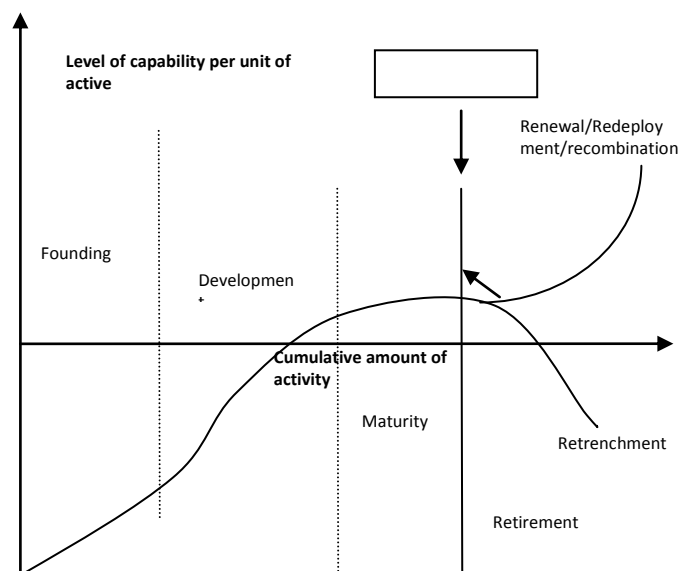 Level of capability per unit of
active
Renewal/Redeploy
ment/recombination
Founding
Developmen
Cumulative amount of
activity
Maturity
Retrenchment
Retirement